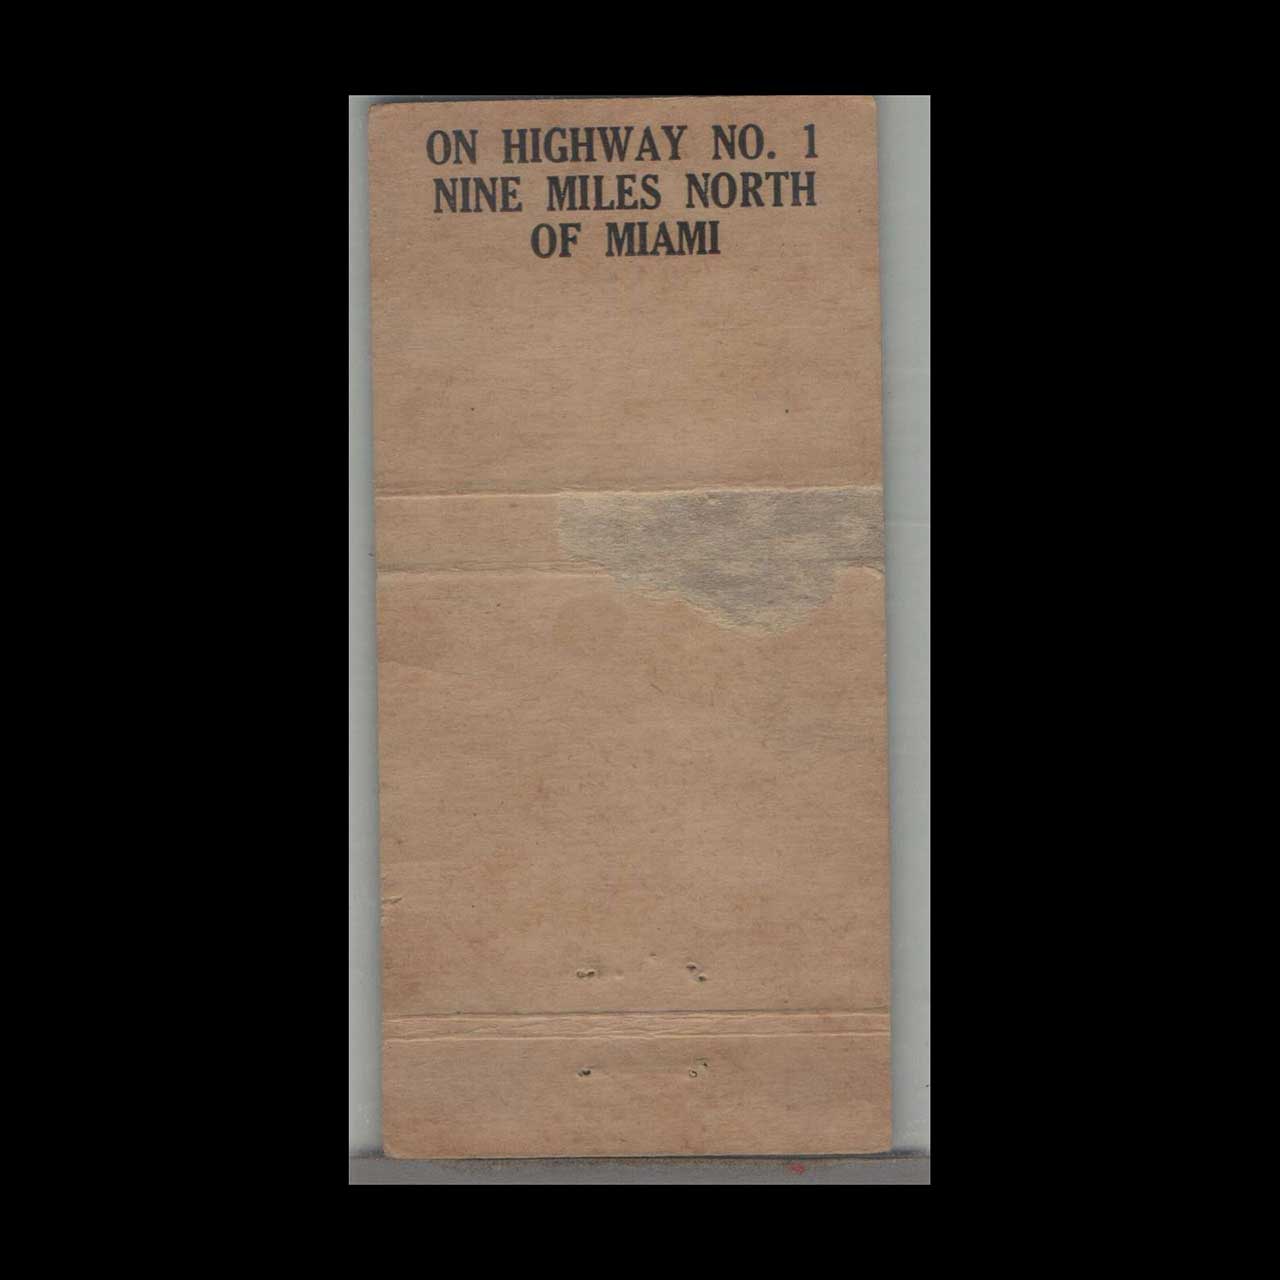 ON HIGHWAY NO. 1
NINE MILES NORTH
OF MIAMI